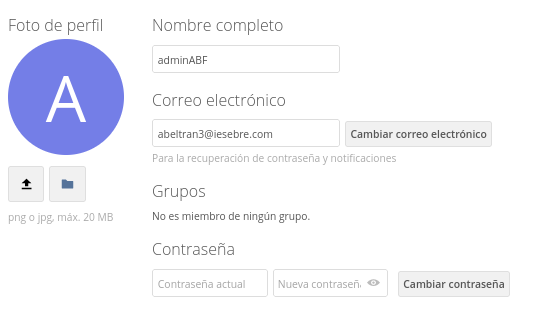 Foto de perfil
A
png o jpg, máx. 20 MB
Nombre completo
adminABF
Correo electrónico
abeltran3@iesebre.com
Cambiar correo electrónico
Para la recuperación de contraseña y notificaciones
Grupos
No es miembro de ningún grupo.
Contraseña
Contraseña actual
Nueva contraseña
Cambiar contraseña